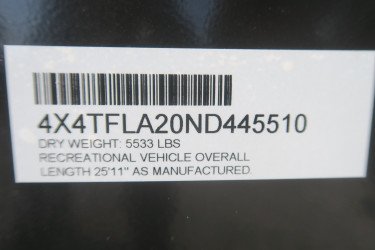 4X4TFLA20ND445510
DRY WEIGHT: 5533 LBS
RECREATIONAL VEHICLE OVERALL
LENGTH 25'11" AS MANUFACTURED